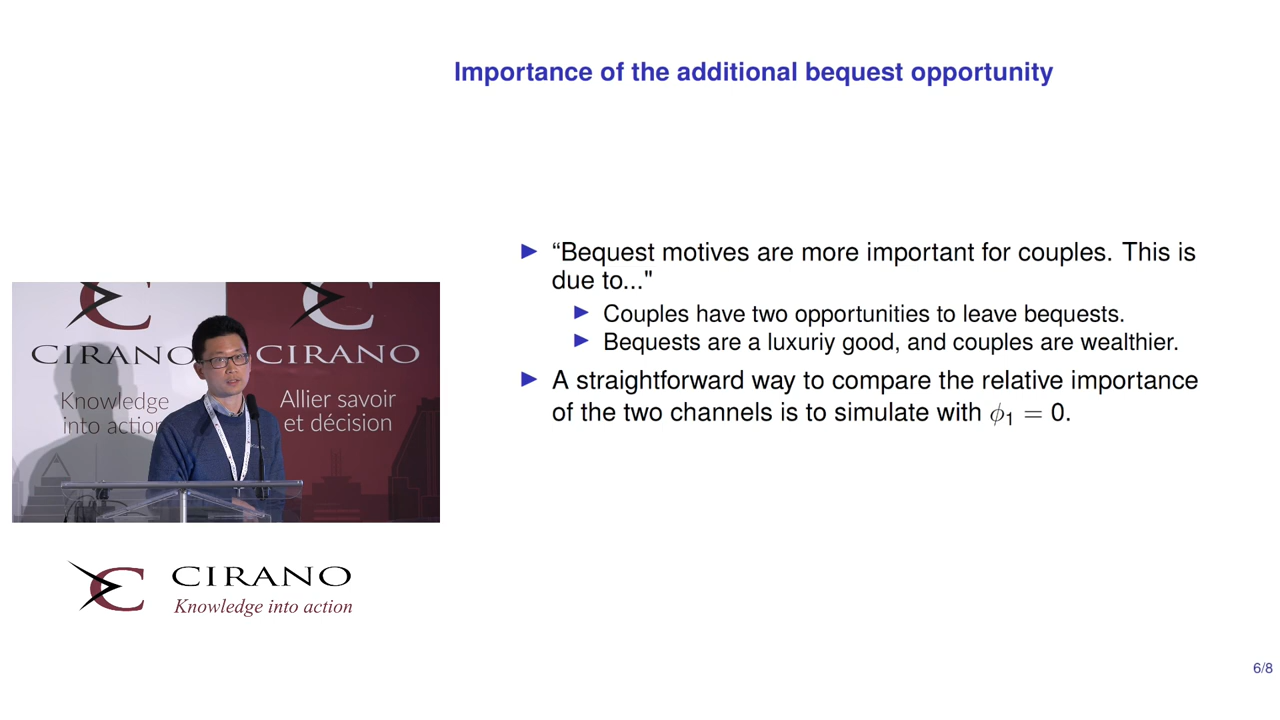 Importance of the additional bequest opportunity
▶ “Bequest motives are more important for couples. This is
due to..."
▶ Couples have two opportunities to leave bequests.
▶ Bequests are a luxuriy good, and couples are wealthier.
▶ A straightforward way to compare the relative importance
of the two channels is to simulate with ϕ₁ = 0.
CIRANO
Knowledge
into action
CIRANO
Allier savoir
et décision
CIRANO
Knowledge into action
6/8